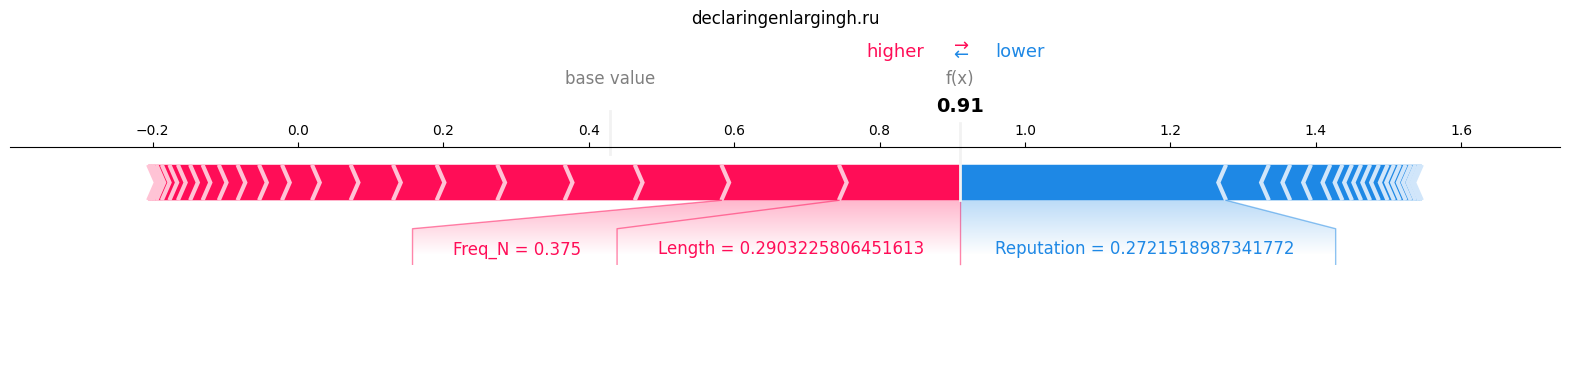 declaringenlargingh.ru
higher ⇄ lower
base value f(x)
0.91
−0.2 0.0 0.2 0.4 0.6 0.8 1.0 1.2 1.4 1.6
Freq_N = 0.375 Length = 0.2903225806451613 Reputation = 0.2721518987341772